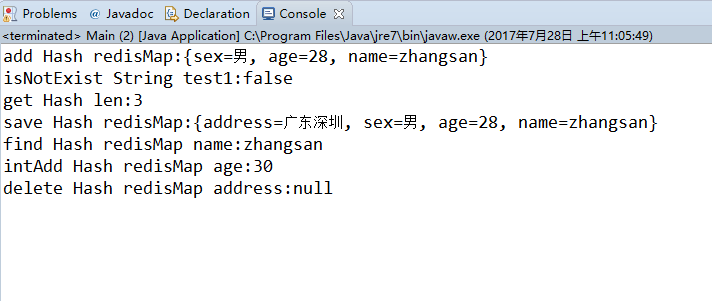 Problems @ Javadoc Declaration Console
<terminated> Main (2) [Java Application] C:\Program Files\Java\jre7\bin\javaw.exe (2017年7月28日 上午11:05:49)
add Hash redisMap:{sex=男, age=28, name=zhangsan}
isNotExist String test1:false
get Hash len:3
save Hash redisMap:{address=广东深圳, sex=男, age=28, name=zhangsan}
find Hash redisMap name:zhangsan
intAdd Hash redisMap age:30
delete Hash redisMap address:null